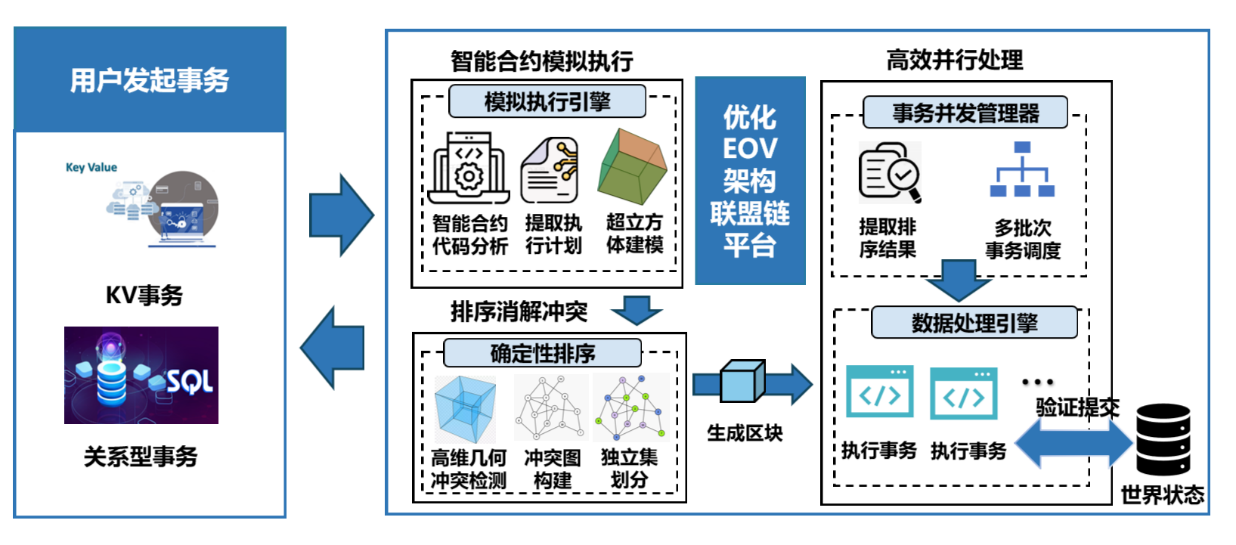 用户发起事务
Key Value
KV事务
SQL
关系型事务
智能合约模拟执行
模拟执行引擎
智能合约
代码分析
提取执
行计划
超立方
体建模
排序消解冲突
确定性排序
高维几何
冲突检测
冲突图
构建
独立集
划分
优化
EOV
架构
联盟链
平台
生成区块
高效并行处理
事务并发管理器
提取排
序结果
多批次
事务调度
数据处理引擎
</>
</>
...
执行事务
执行事务
验证提交
世界状态